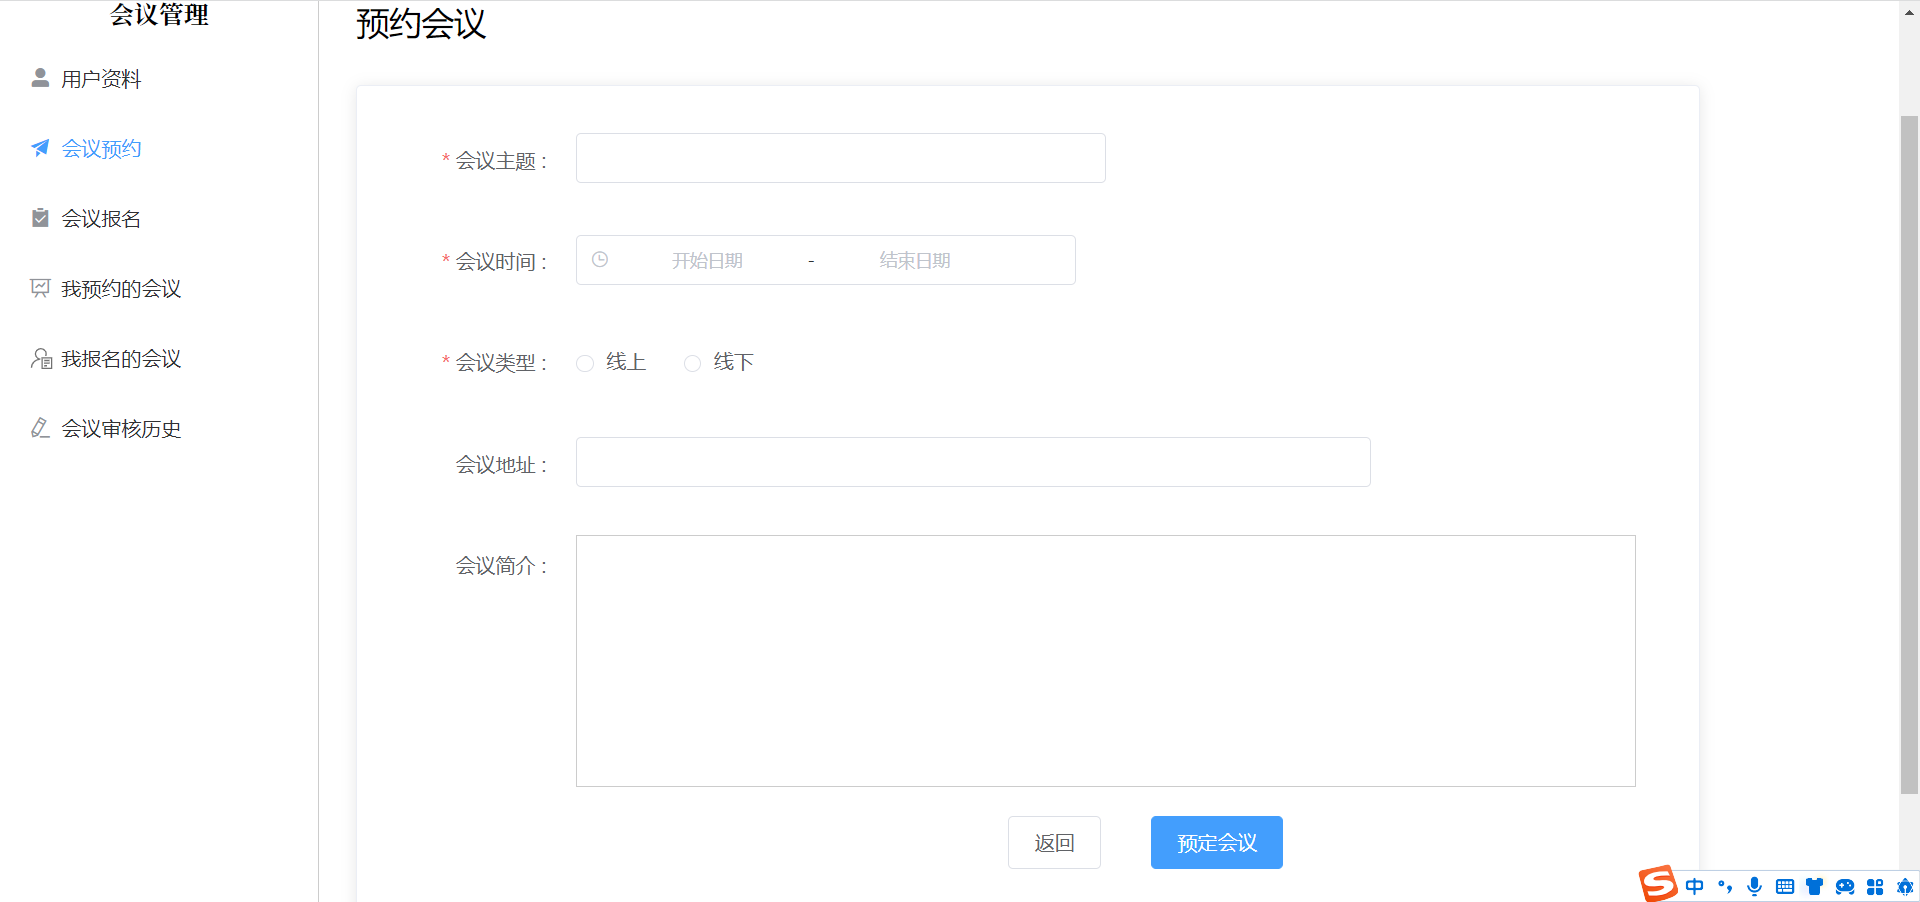 会议管理
用户资料
会议预约
会议报名
我预约的会议
我报名的会议
会议审核历史
预约会议
* 会议主题 :
* 会议时间 : 开始日期 - 结束日期
* 会议类型 : 线上 线下
会议地址 :
会议简介 :
返回 预定会议
S 中